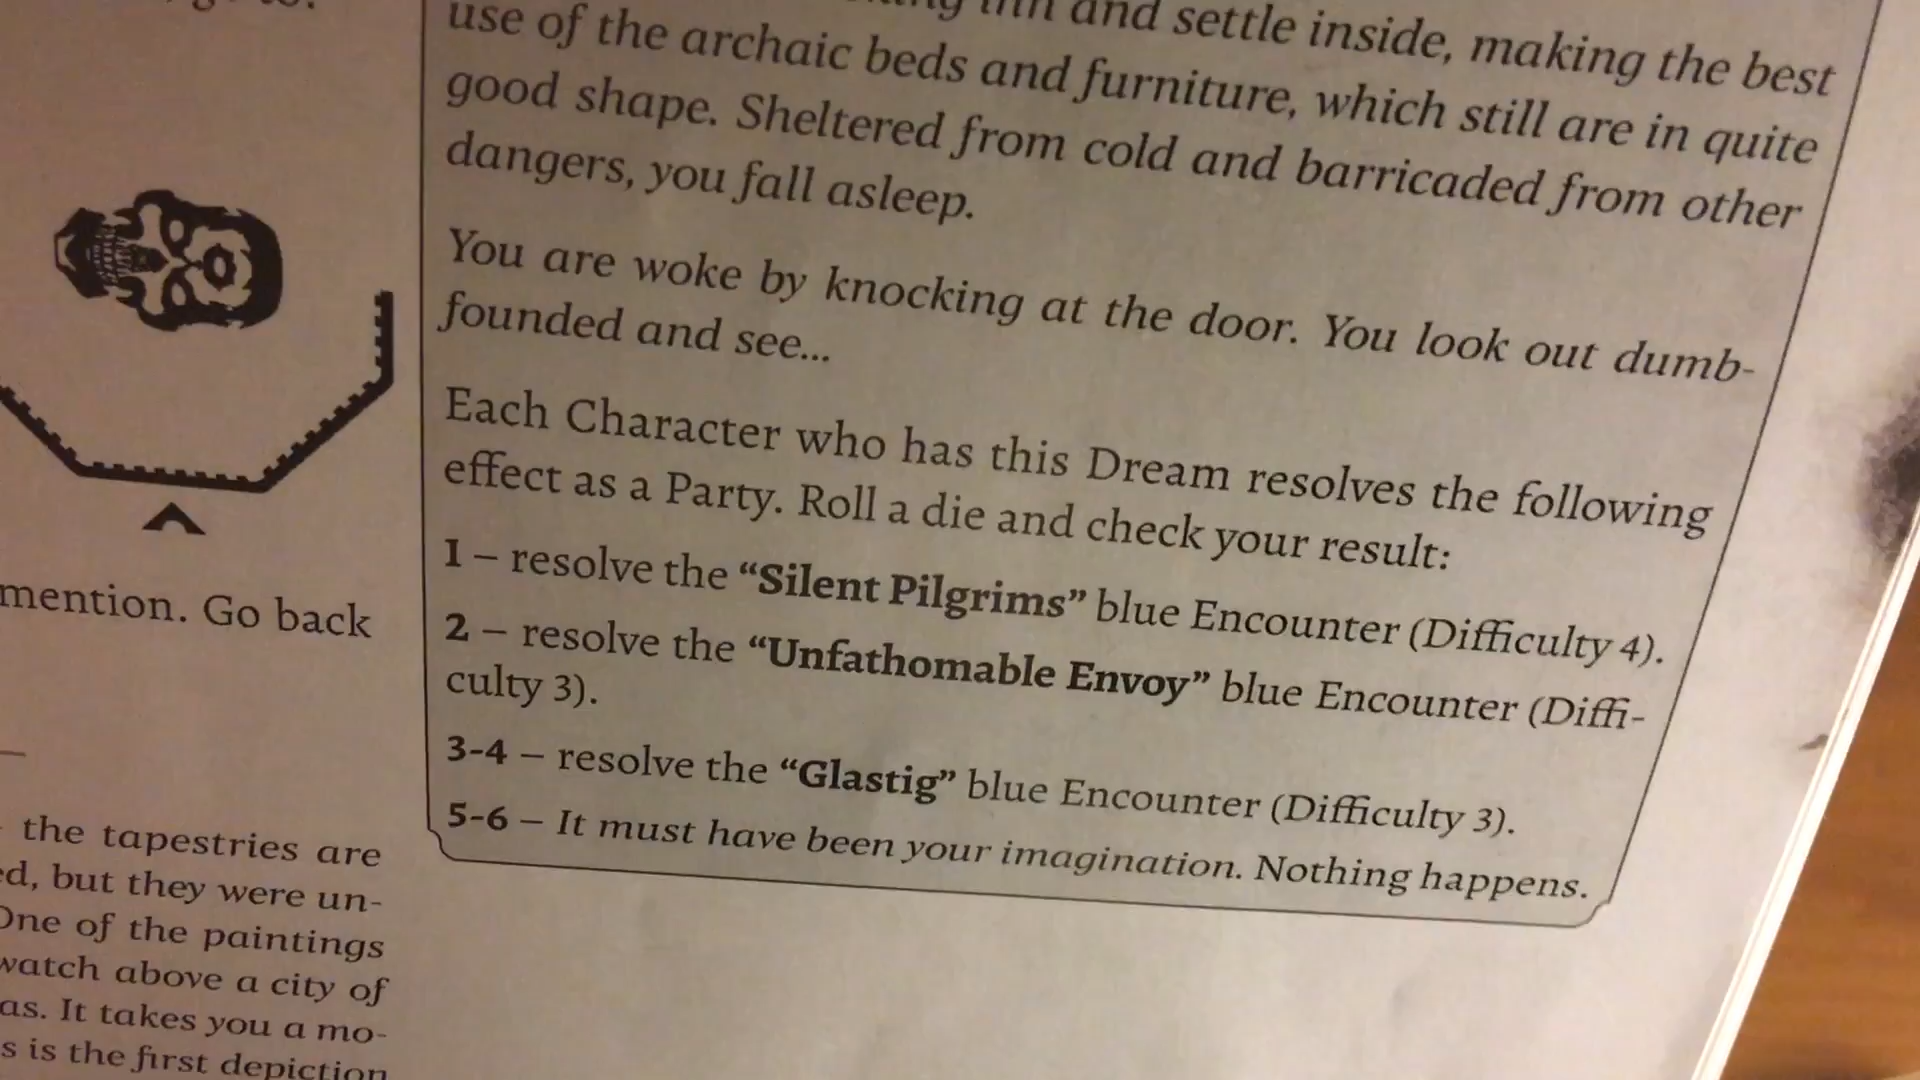 mention. Go back
the tapestries are
but they were un-
One of the paintings
watch above a city of
as. It takes you a mo-
s is the first depiction
inn and settle inside, making the best
use of the archaic beds and furniture, which still are in quite
good shape. Sheltered from cold and barricaded from other
dangers, you fall asleep.
You are woke by knocking at the door. You look out dumb-
founded and see...
Each Character who has this Dream resolves the following
effect as a Party. Roll a die and check your result:
1 – resolve the “Silent Pilgrims” blue Encounter (Difficulty 4).
2 – resolve the “Unfathomable Envoy” blue Encounter (Diffi-
culty 3).
3-4 – resolve the “Glastig” blue Encounter (Difficulty 3).
5-6 – It must have been your imagination. Nothing happens.